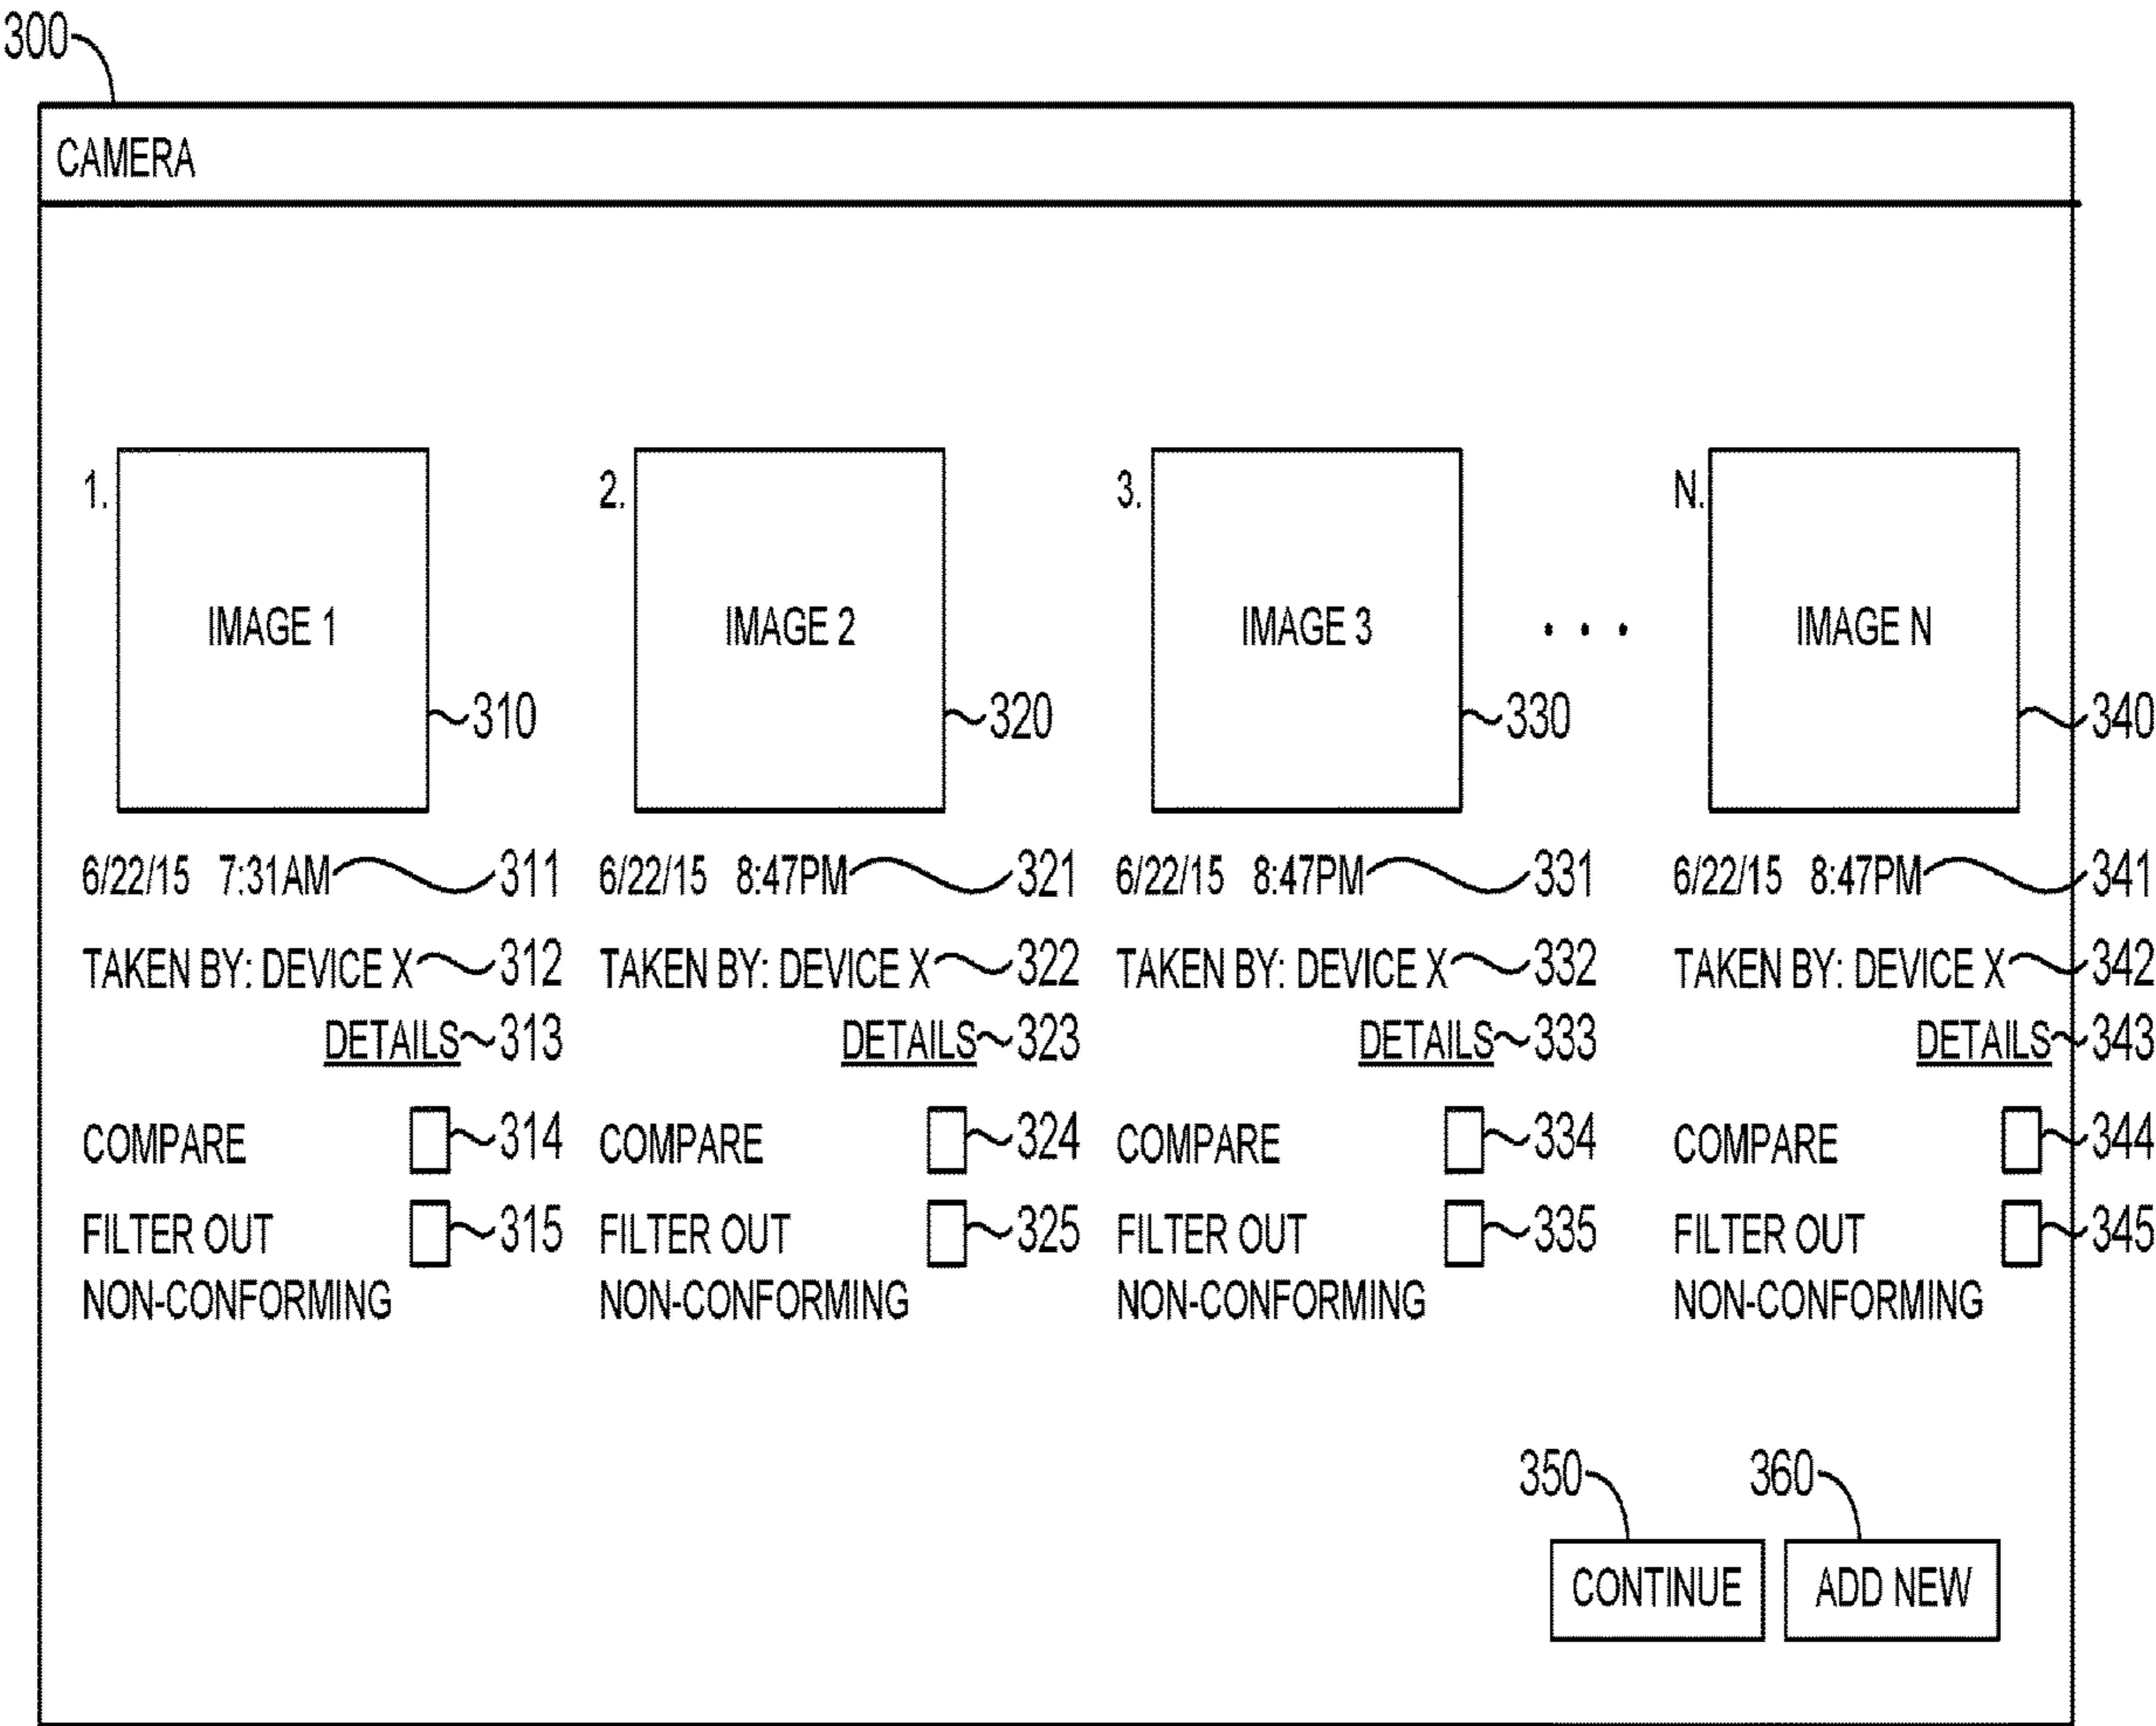 300
CAMERA
1. 2. 3. N.
IMAGE 1 IMAGE 2 IMAGE 3 . . . IMAGE N
310 320 330 340
6/22/15 7:31AM 311 6/22/15 8:47PM 321 6/22/15 8:47PM 331 6/22/15 8:47PM 341
TAKEN BY: DEVICE X 312 TAKEN BY: DEVICE X 322 TAKEN BY: DEVICE X 332 TAKEN BY: DEVICE X 342
DETAILS 313 DETAILS 323 DETAILS 333 DETAILS 343
COMPARE 314 COMPARE 324 COMPARE 334 COMPARE 344
FILTER OUT 315 FILTER OUT 325 FILTER OUT 335 FILTER OUT 345
NON-CONFORMING NON-CONFORMING NON-CONFORMING NON-CONFORMING
350 360
CONTINUE ADD NEW